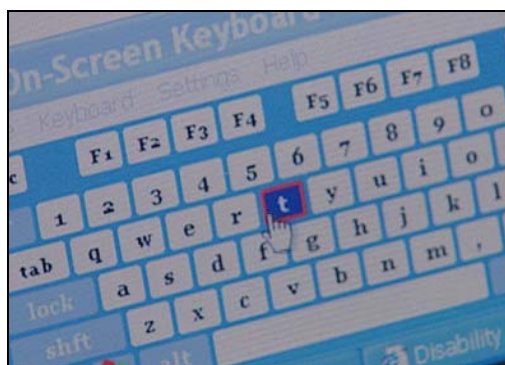 On-Screen Keyboard
Keyboard Settings Help
c F1 F2 F3 F4 F5 F6 F7 F8
1 2 3 4 5 6 7 8 9 0
tab q w e r t y u i o
lock a s d f g h j k l
shft z x c v b n m ,
alt Disability